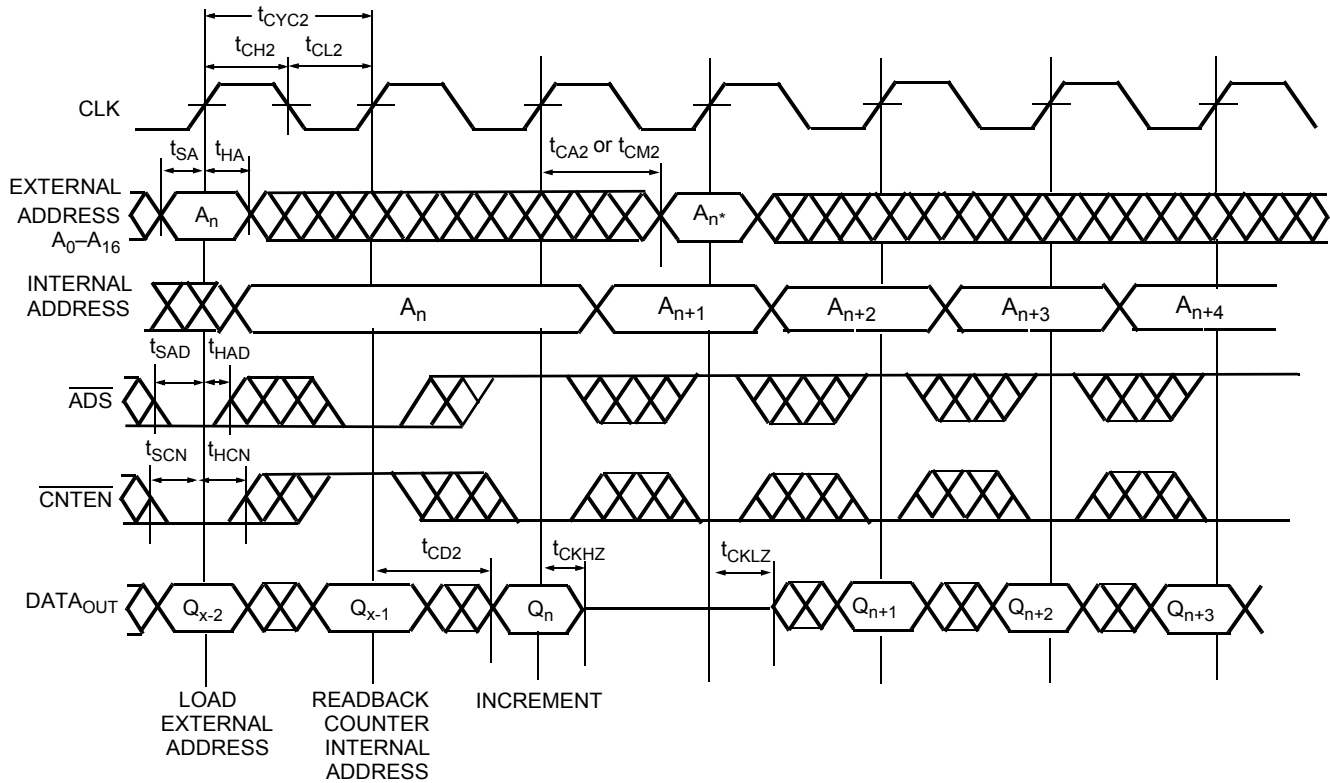 tCYC2
tCH2 tCL2
CLK
tSA tHA tCA2 or tCM2
EXTERNAL
ADDRESS
A0–A16
An An*
INTERNAL
ADDRESS
An An+1 An+2 An+3 An+4
tSAD tHAD
ADS
tSCN tHCN
CNTEN
tCD2 tCKHZ tCKLZ
DATAOUT Qx-2 Qx-1 Qn Qn+1 Qn+2 Qn+3
LOAD
EXTERNAL
ADDRESS
READBACK
COUNTER
INTERNAL
ADDRESS
INCREMENT